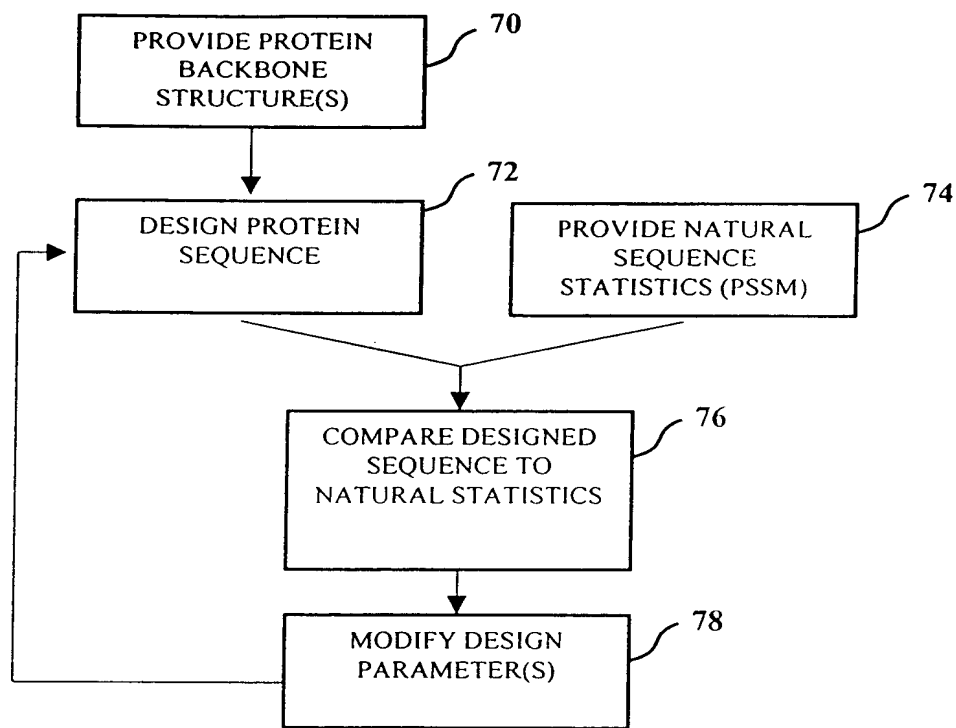 PROVIDE PROTEIN
BACKBONE
STRUCTURE(S)
70
DESIGN PROTEIN
SEQUENCE
72
PROVIDE NATURAL
SEQUENCE
STATISTICS (PSSM)
74
COMPARE DESIGNED
SEQUENCE TO
NATURAL STATISTICS
76
MODIFY DESIGN
PARAMETER(S)
78